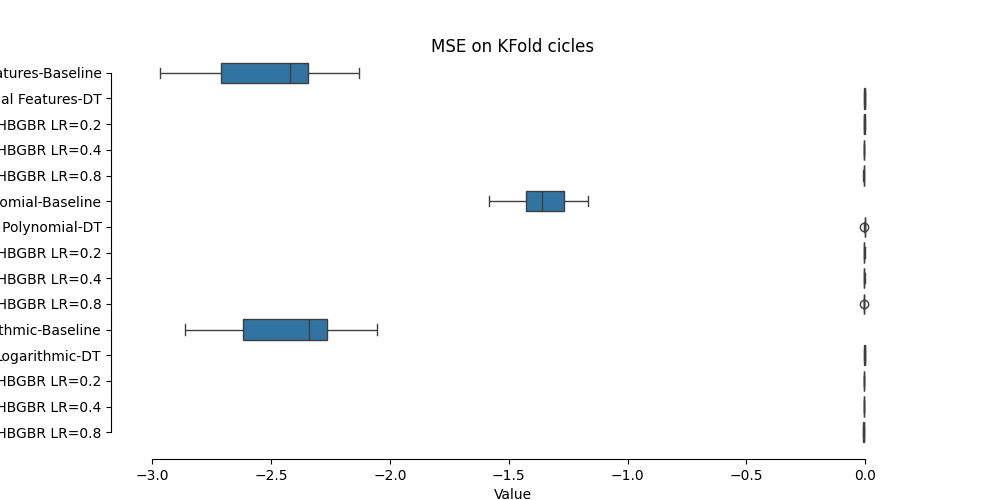 MSE on KFold cicles
atures-Baseline
al Features-DT
HBGBR LR=0.2
HBGBR LR=0.4
HBGBR LR=0.8
omial-Baseline
Polynomial-DT
HBGBR LR=0.2
HBGBR LR=0.4
HBGBR LR=0.8
thmic-Baseline
Logarithmic-DT
HBGBR LR=0.2
HBGBR LR=0.4
HBGBR LR=0.8
−3.0 −2.5 −2.0 −1.5 −1.0 −0.5 0.0
Value